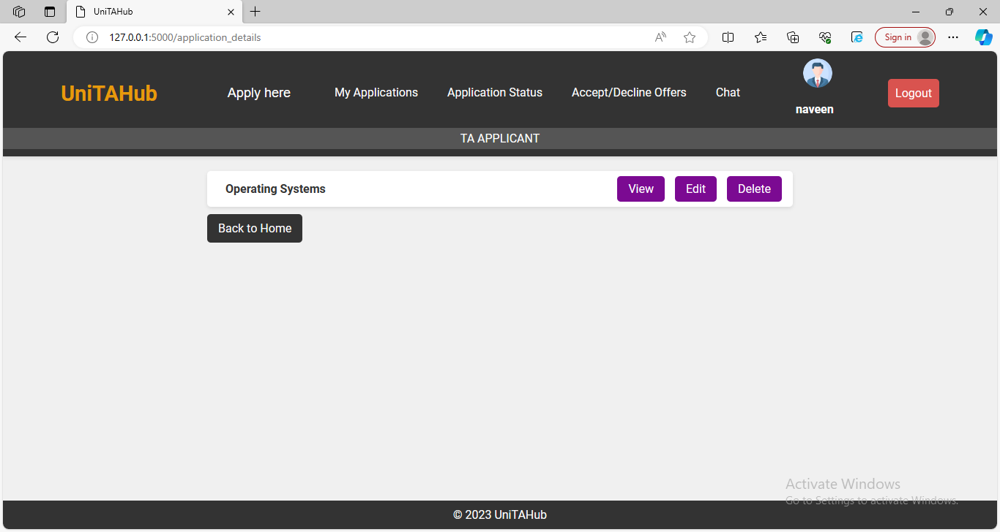 UniTAHub
127.0.0.1:5000/application_details
Sign in
UniTAHub
Apply here
My Applications
Application Status
Accept/Decline Offers
Chat
naveen
Logout
TA APPLICANT
Operating Systems
View
Edit
Delete
Back to Home
Activate Windows
Go to Settings to activate Windows.
© 2023 UniTAHub